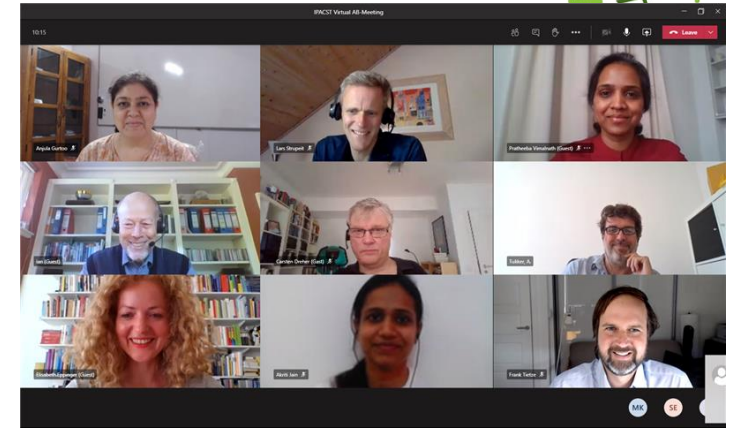 IPACST Virtual AB-Meeting
10:15
Leave
Anjula Gurtoo
Lars Strupeit
Pratheeba Vimalnath (Guest)
Ian (Guest)
Carsten Dreher (Gast)
Tukker, A.
Elisabeth Eppinger (Guest)
Akriti Jain
Frank Tietze
MK
SE